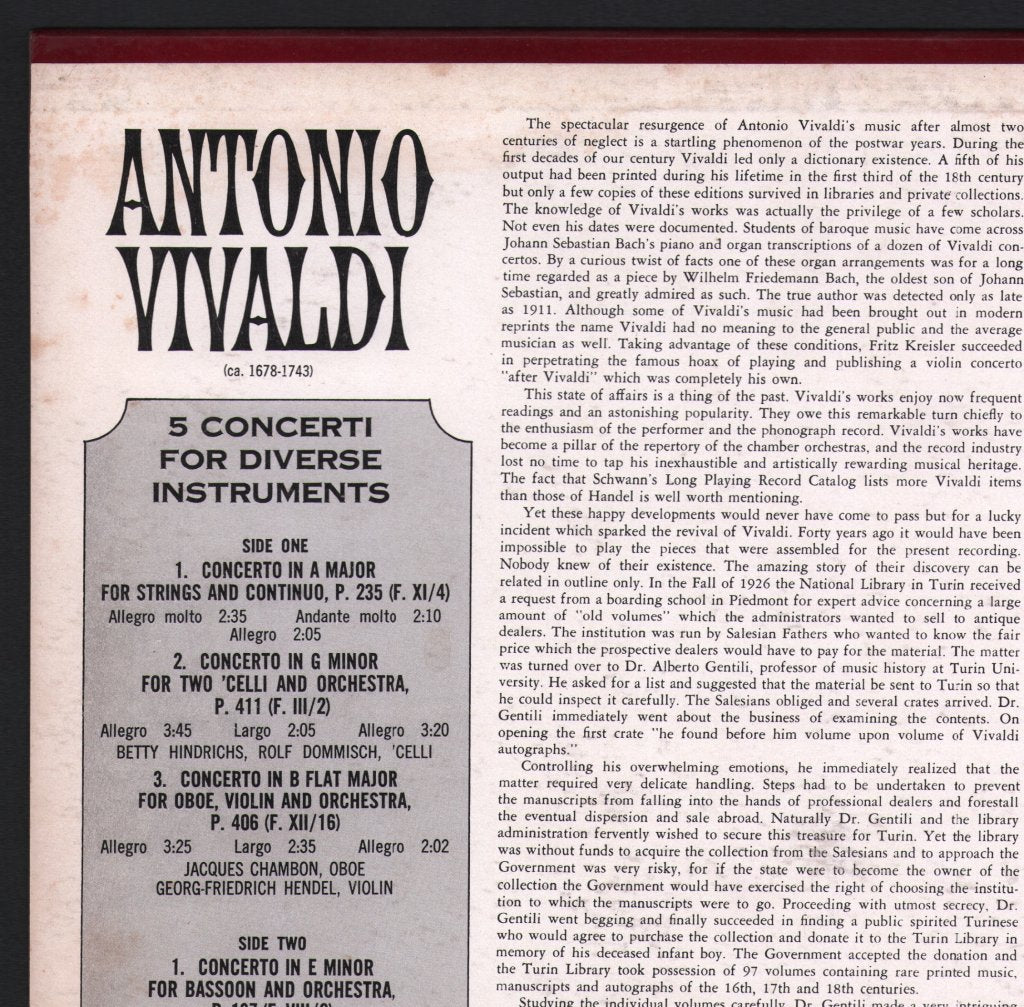 ANTONIO
VIVALDI
(ca. 1678-1743)
5 CONCERTI
FOR DIVERSE
INSTRUMENTS
SIDE ONE
1. CONCERTO IN A MAJOR
FOR STRINGS AND CONTINUO, P. 235 (F. XI/4)
Allegro molto 2:35 Andante molto 2:10
Allegro 2:05
2. CONCERTO IN G MINOR
FOR TWO 'CELLI AND ORCHESTRA,
P. 411 (F. III/2)
Allegro 3:45 Largo 2:05 Allegro 3:20
BETTY HINDRICHS, ROLF DOMMISCH, 'CELLI
3. CONCERTO IN B FLAT MAJOR
FOR OBOE, VIOLIN AND ORCHESTRA,
P. 406 (F. XII/16)
Allegro 3:25 Largo 2:35 Allegro 2:02
JACQUES CHAMBON, OBOE
GEORG-FRIEDRICH HENDEL, VIOLIN
SIDE TWO
1. CONCERTO IN E MINOR
FOR BASSOON AND ORCHESTRA,
The spectacular resurgence of Antonio Vivaldi's music after almost two
centuries of neglect is a startling phenomenon of the postwar years. During the
first decades of our century Vivaldi led only a dictionary existence. A fifth of his
output had been printed during his lifetime in the first third of the 18th century
but only a few copies of these editions survived in libraries and private collections.
The knowledge of Vivaldi's works was actually the privilege of a few scholars.
Not even his dates were documented. Students of baroque music have come across
Johann Sebastian Bach's piano and organ transcriptions of a dozen of Vivaldi con-
certos. By a curious twist of facts one of these organ arrangements was for a long
time regarded as a piece by Wilhelm Friedemann Bach, the oldest son of Johann
Sebastian, and greatly admired as such. The true author was detected only as late
as 1911. Although some of Vivaldi's music had been brought out in modern
reprints the name Vivaldi had no meaning to the general public and the average
musician as well. Taking advantage of these conditions, Fritz Kreisler succeeded
in perpetrating the famous hoax of playing and publishing a violin concerto
"after Vivaldi" which was completely his own.
This state of affairs is a thing of the past. Vivaldi's works enjoy now frequent
readings and an astonishing popularity. They owe this remarkable turn chiefly to
the enthusiasm of the performer and the phonograph record. Vivaldi's works have
become a pillar of the repertory of the chamber orchestras, and the record industry
lost no time to tap his inexhaustible and artistically rewarding musical heritage.
The fact that Schwann's Long Playing Record Catalog lists more Vivaldi items
than those of Handel is well worth mentioning.
Yet these happy developments would never have come to pass but for a lucky
incident which sparked the revival of Vivaldi. Forty years ago it would have been
impossible to play the pieces that were assembled for the present recording.
Nobody knew of their existence. The amazing story of their discovery can be
related in outline only. In the Fall of 1926 the National Library in Turin received
a request from a boarding school in Piedmont for expert advice concerning a large
amount of "old volumes" which the administrators wanted to sell to antique
dealers. The institution was run by Salesian Fathers who wanted to know the fair
price which the prospective dealers would have to pay for the material. The matter
was turned over to Dr. Alberto Gentili, professor of music history at Turin Uni-
versity. He asked for a list and suggested that the material be sent to Turin so that
he could inspect it carefully. The Salesians obliged and several crates arrived. Dr.
Gentili immediately went about the business of examining the contents. On
opening the first crate "he found before him volume upon volume of Vivaldi
autographs."
Controlling his overwhelming emotions, he immediately realized that the
matter required very delicate handling. Steps had to be undertaken to prevent
the manuscripts from falling into the hands of professional dealers and forestall
the eventual dispersion and sale abroad. Naturally Dr. Gentili and the library
administration fervently wished to secure this treasure for Turin. Yet the library
was without funds to acquire the collection from the Salesians and to approach the
Government was very risky, for if the state were to become the owner of the
collection the Government would have exercised the right of choosing the institu-
tion to which the manuscripts were to go. Proceeding with utmost secrecy, Dr.
Gentili went begging and finally succeeded in finding a public spirited Turinese
who would agree to purchase the collection and donate it to the Turin Library in
memory of his deceased infant boy. The Government accepted the donation and
the Turin Library took possession of 97 volumes containing rare printed music,
manuscripts and autographs of the 16th, 17th and 18th centuries.
Studying the individual volumes carefully, Dr. Gentili made a very intriguing